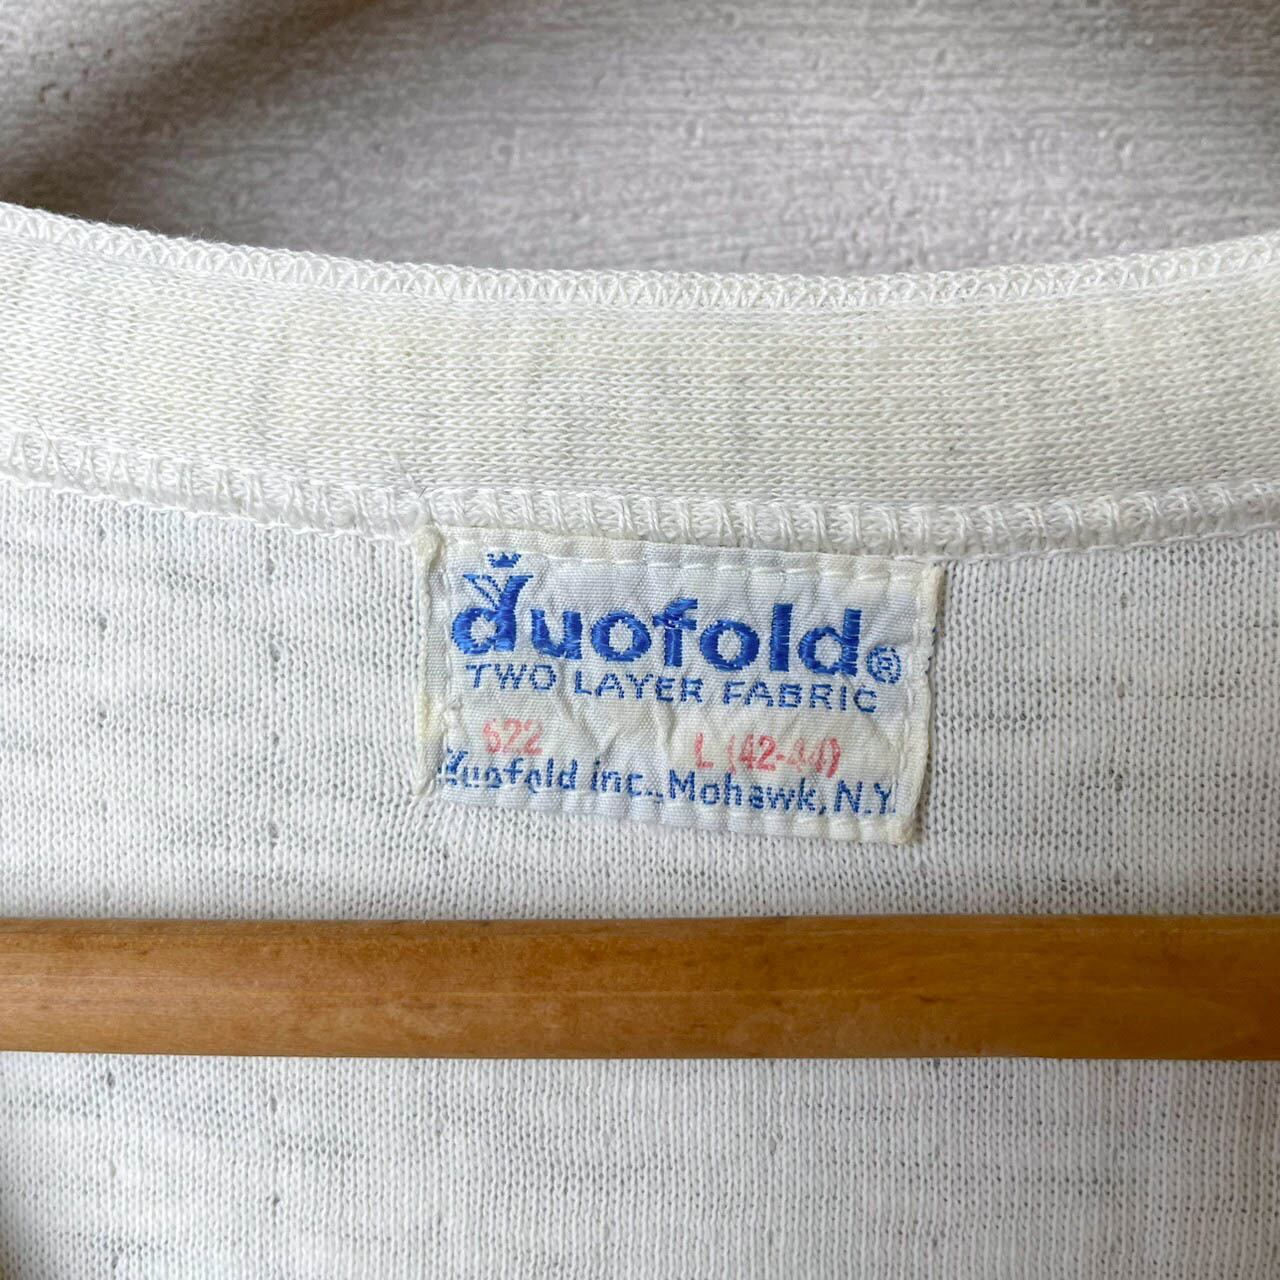 duofold®
TWO LAYER FABRIC
622 L (42-44)
Duofold inc., Mohawk, N.Y.